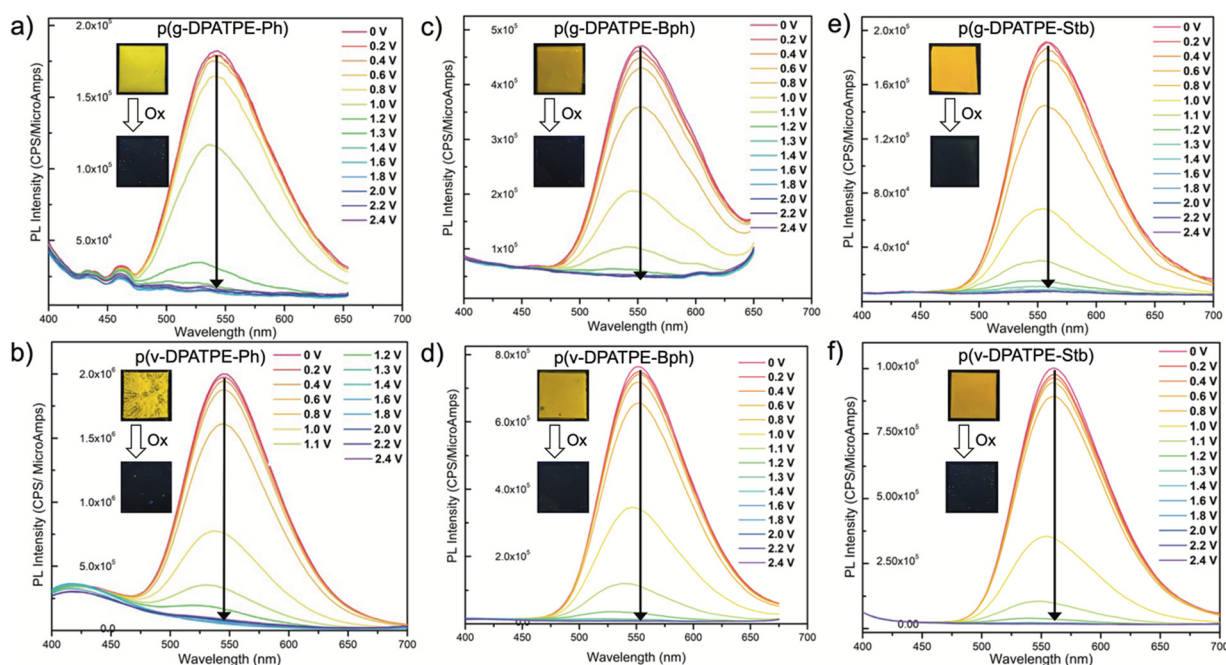 a)
p(g-DPATPE-Ph)
2.0x10⁵
1.5x10⁵
1.0x10⁵
5.0x10⁴
0.0
PL Intensity (CPS/MicroAmps)
Ox
0 V
0.2 V
0.4 V
0.6 V
0.8 V
1.0 V
1.2 V
1.3 V
1.4 V
1.6 V
1.8 V
2.0 V
2.2 V
2.4 V
400 450 500 550 600 650 700
Wavelength (nm)
c)
p(g-DPATPE-Bph)
5x10⁵
4x10⁵
3x10⁵
2x10⁵
1x10⁵
0
PL Intensity (CPS/MicroAmps)
Ox
0 V
0.2 V
0.4 V
0.6 V
0.8 V
1.0 V
1.1 V
1.2 V
1.3 V
1.4 V
1.6 V
1.8 V
2.0 V
2.2 V
2.4 V
400 450 500 550 600 650 700
Wavelength (nm)
e)
p(g-DPATPE-Stb)
2.0x10⁵
1.6x10⁵
1.2x10⁵
8.0x10⁴
4.0x10⁴
PL Intensity (CPS/MicroAmps)
Ox
0 V
0.2 V
0.4 V
0.6 V
0.8 V
1.0 V
1.1 V
1.2 V
1.3 V
1.4 V
1.6 V
1.8 V
2.0 V
2.2 V
2.4 V
400 450 500 550 600 650 700
Wavelength (nm)
b)
p(v-DPATPE-Ph)
2.0x10⁶
1.5x10⁶
1.0x10⁶
5.0x10⁵
0.0
PL Intensity (CPS/ MicroAmps)
Ox
0 V
0.2 V
0.4 V
0.6 V
0.8 V
1.0 V
1.1 V
1.2 V
1.3 V
1.4 V
1.6 V
1.8 V
2.0 V
2.2 V
2.4 V
400 450 500 550 600 650 700
Wavelength (nm)
d)
p(v-DPATPE-Bph)
8.0x10⁵
6.0x10⁵
4.0x10⁵
2.0x10⁵
0.0
PL Intensity (CPS/MicroAmps)
Ox
0 V
0.2 V
0.4 V
0.6 V
0.8 V
1.0 V
1.1 V
1.2 V
1.3 V
1.4 V
1.6 V
1.8 V
2.0 V
2.2 V
2.4 V
400 450 500 550 600 650 700
Wavelength (nm)
f)
p(v-DPATPE-Stb)
1.00x10⁶
7.50x10⁵
5.00x10⁵
2.50x10⁵
0.00
PL Intensity (CPS/MicroAmps)
Ox
0 V
0.2 V
0.4 V
0.6 V
0.8 V
1.0 V
1.1 V
1.2 V
1.3 V
1.4 V
1.6 V
1.8 V
2.0 V
2.2 V
2.4 V
400 450 500 550 600 650 700
Wavelength (nm)